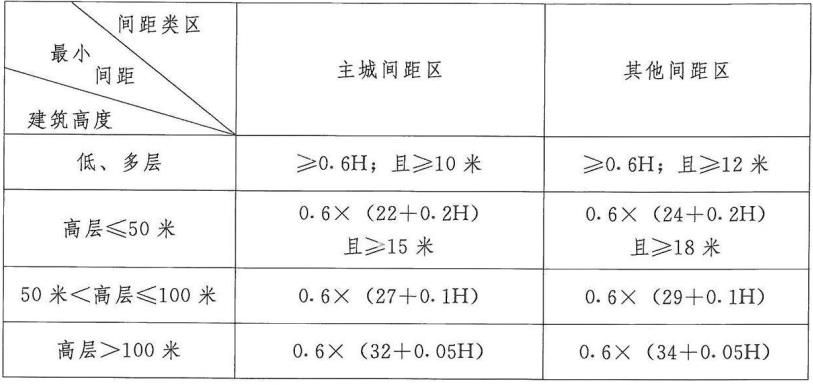 间距类区
最小
间距
建筑高度
主城间距区
其他间距区
低、多层
≥0.6H；且≥10 米
≥0.6H；且≥12 米
高层≤50 米
0.6×（22+0.2H）
且≥15 米
0.6×（24+0.2H）
且≥18 米
50 米＜高层≤100 米
0.6×（27+0.1H）
0.6×（29+0.1H）
高层>100 米
0.6×（32+0.05H）
0.6×（34+0.05H）